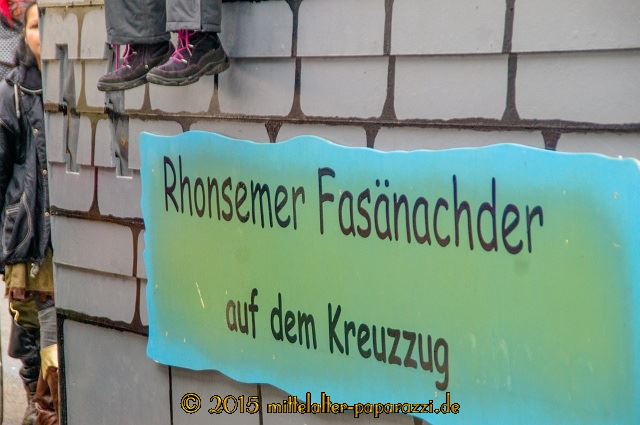 Rhonsemer Fasänachder
auf dem Kreuzzug
© 2015 mittelalter-paparazzi.de